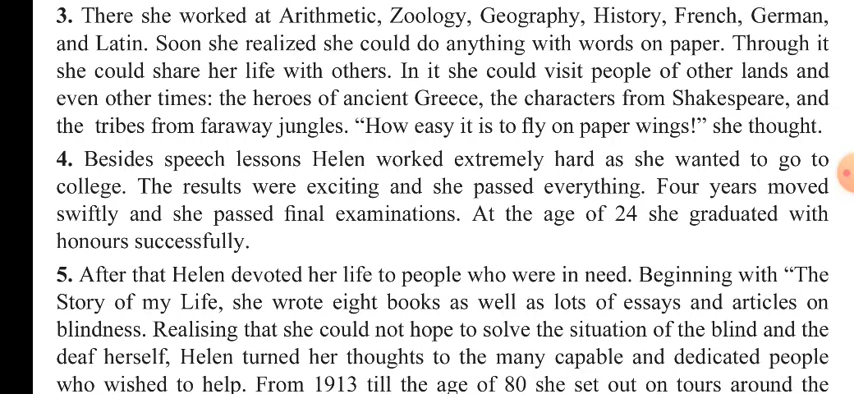 3. There she worked at Arithmetic, Zoology, Geography, History, French, German,
and Latin. Soon she realized she could do anything with words on paper. Through it
she could share her life with others. In it she could visit people of other lands and
even other times: the heroes of ancient Greece, the characters from Shakespeare, and
the tribes from faraway jungles. “How easy it is to fly on paper wings!” she thought.
4. Besides speech lessons Helen worked extremely hard as she wanted to go to
college. The results were exciting and she passed everything. Four years moved
swiftly and she passed final examinations. At the age of 24 she graduated with
honours successfully.
5. After that Helen devoted her life to people who were in need. Beginning with “The
Story of my Life, she wrote eight books as well as lots of essays and articles on
blindness. Realising that she could not hope to solve the situation of the blind and the
deaf herself, Helen turned her thoughts to the many capable and dedicated people
who wished to help. From 1913 till the age of 80 she set out on tours around the